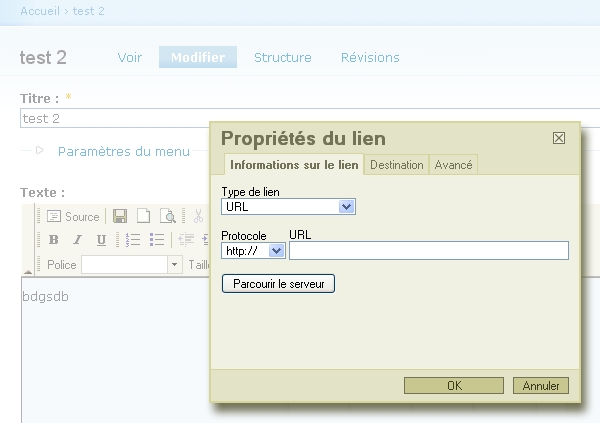 Accueil › test 2
test 2 Voir Modifier Structure Révisions
Titre : *
test 2
Paramètres du menu
Texte :
Source
B I U
Police Taille
bdgsdb
Propriétés du lien
Informations sur le lien Destination Avancé
Type de lien
URL
Protocole URL
http://
Parcourir le serveur
OK Annuler